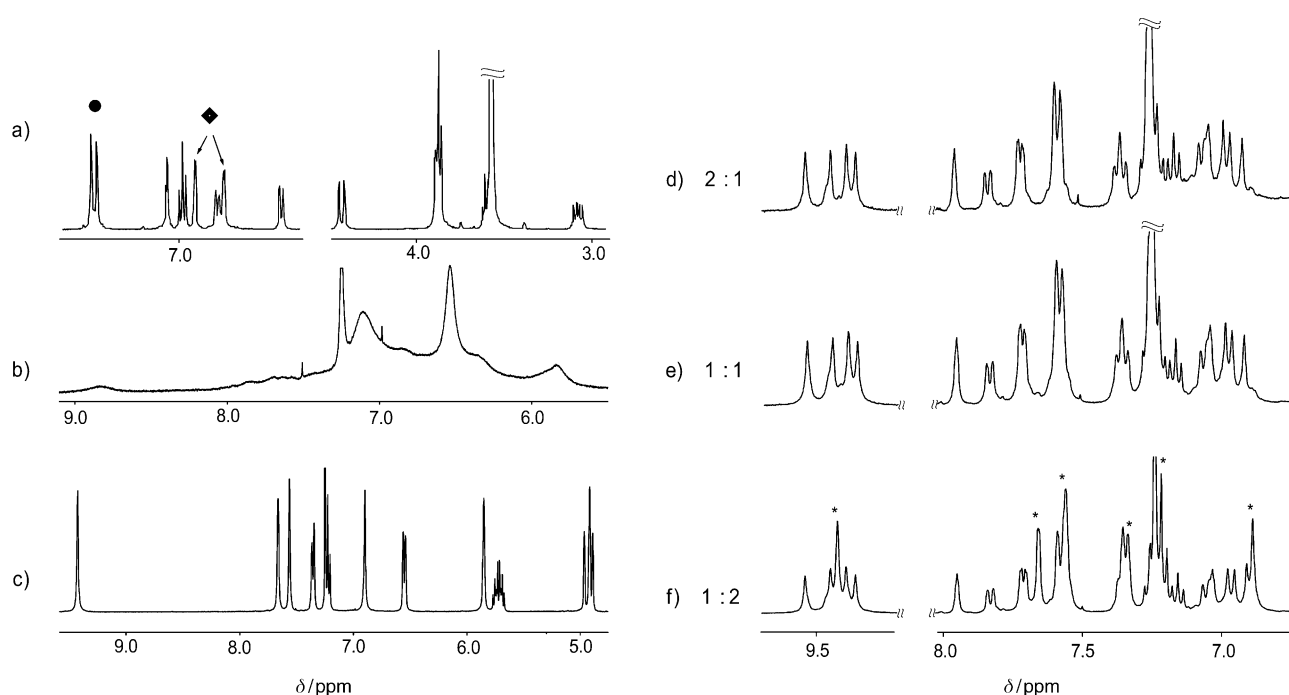 a)
7.0 4.0 3.0
b)
9.0 8.0 7.0 6.0
c)
9.0 8.0 7.0 6.0 5.0
δ/ppm
d) 2:1
e) 1:1
f) 1:2
* * * * * *
9.5 8.0 7.5 7.0
δ/ppm